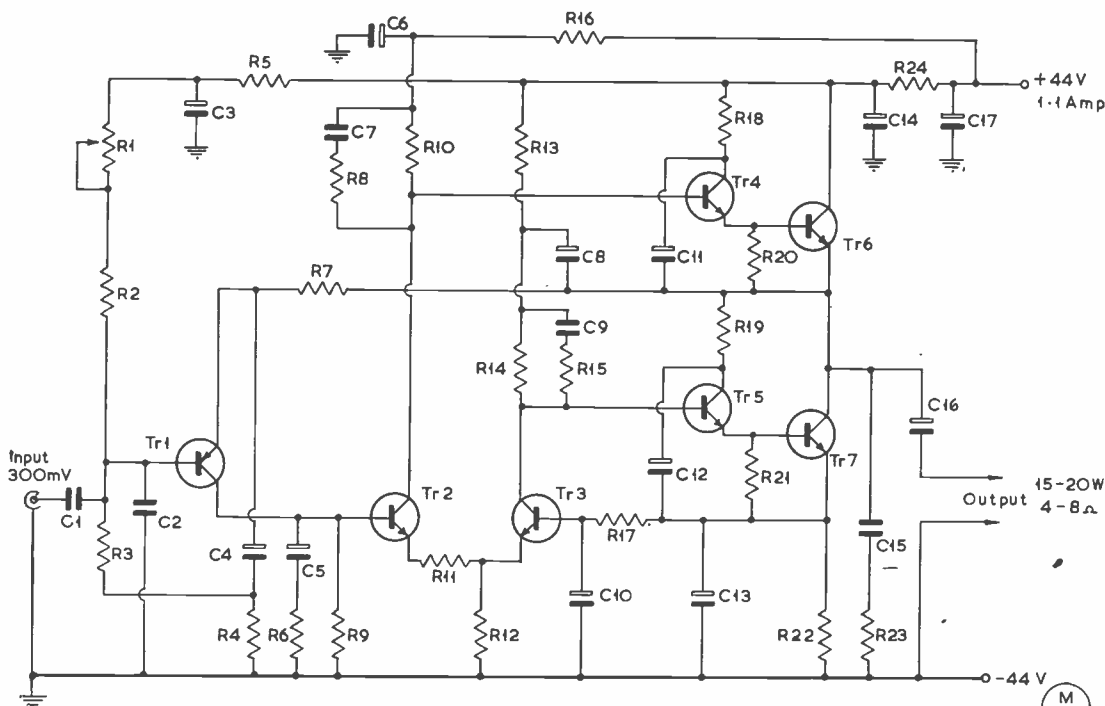 C6
R16
R5
R24
+44V
1·1 Amp
C3
R18
C14
C17
R1
C7
R10
R13
R8
Tr4
Tr6
R2
R7
C8
C11
R20
C9
R19
R14
R15
Tr5
C16
Tr1
Tr7
Input
300mV
C12
R21
Tr2
Tr3
15-20W
Output
4-8Ω
C1
C2
R17
R3
C4
C5
R11
C15
C10
C13
R4
R6
R9
R12
R22
R23
-44V
M